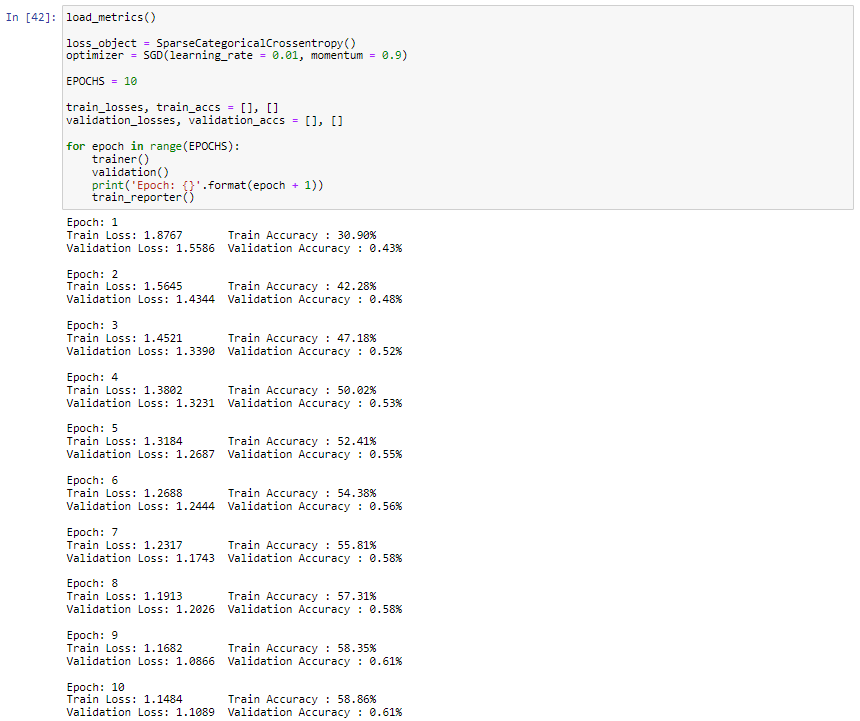 In [42]: load_metrics()
loss_object = SparseCategoricalCrossentropy()
optimizer = SGD(learning_rate = 0.01, momentum = 0.9)
EPOCHS = 10
train_losses, train_accs = [], []
validation_losses, validation_accs = [], []
for epoch in range(EPOCHS):
    trainer()
    validation()
    print('Epoch: {}'.format(epoch + 1))
    train_reporter()
Epoch: 1
Train Loss: 1.8767       Train Accuracy : 30.90%
Validation Loss: 1.5586  Validation Accuracy : 0.43%
Epoch: 2
Train Loss: 1.5645       Train Accuracy : 42.28%
Validation Loss: 1.4344  Validation Accuracy : 0.48%
Epoch: 3
Train Loss: 1.4521       Train Accuracy : 47.18%
Validation Loss: 1.3390  Validation Accuracy : 0.52%
Epoch: 4
Train Loss: 1.3802       Train Accuracy : 50.02%
Validation Loss: 1.3231  Validation Accuracy : 0.53%
Epoch: 5
Train Loss: 1.3184       Train Accuracy : 52.41%
Validation Loss: 1.2687  Validation Accuracy : 0.55%
Epoch: 6
Train Loss: 1.2688       Train Accuracy : 54.38%
Validation Loss: 1.2444  Validation Accuracy : 0.56%
Epoch: 7
Train Loss: 1.2317       Train Accuracy : 55.81%
Validation Loss: 1.1743  Validation Accuracy : 0.58%
Epoch: 8
Train Loss: 1.1913       Train Accuracy : 57.31%
Validation Loss: 1.2026  Validation Accuracy : 0.58%
Epoch: 9
Train Loss: 1.1682       Train Accuracy : 58.35%
Validation Loss: 1.0866  Validation Accuracy : 0.61%
Epoch: 10
Train Loss: 1.1484       Train Accuracy : 58.86%
Validation Loss: 1.1089  Validation Accuracy : 0.61%